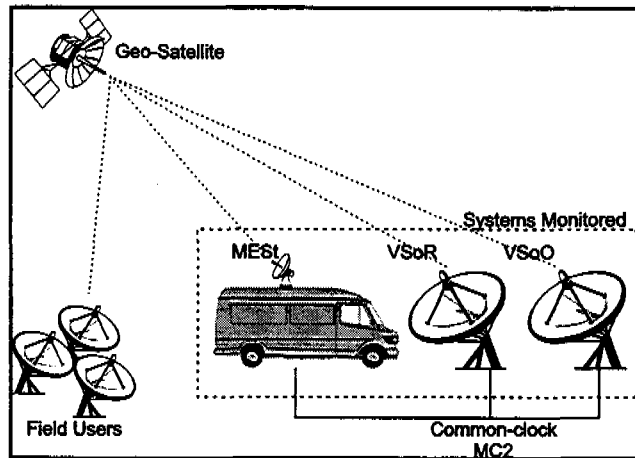 Geo-Satellite
Systems Monitored
MESt VSoR VSoO
Field Users
Common-clock
MC2